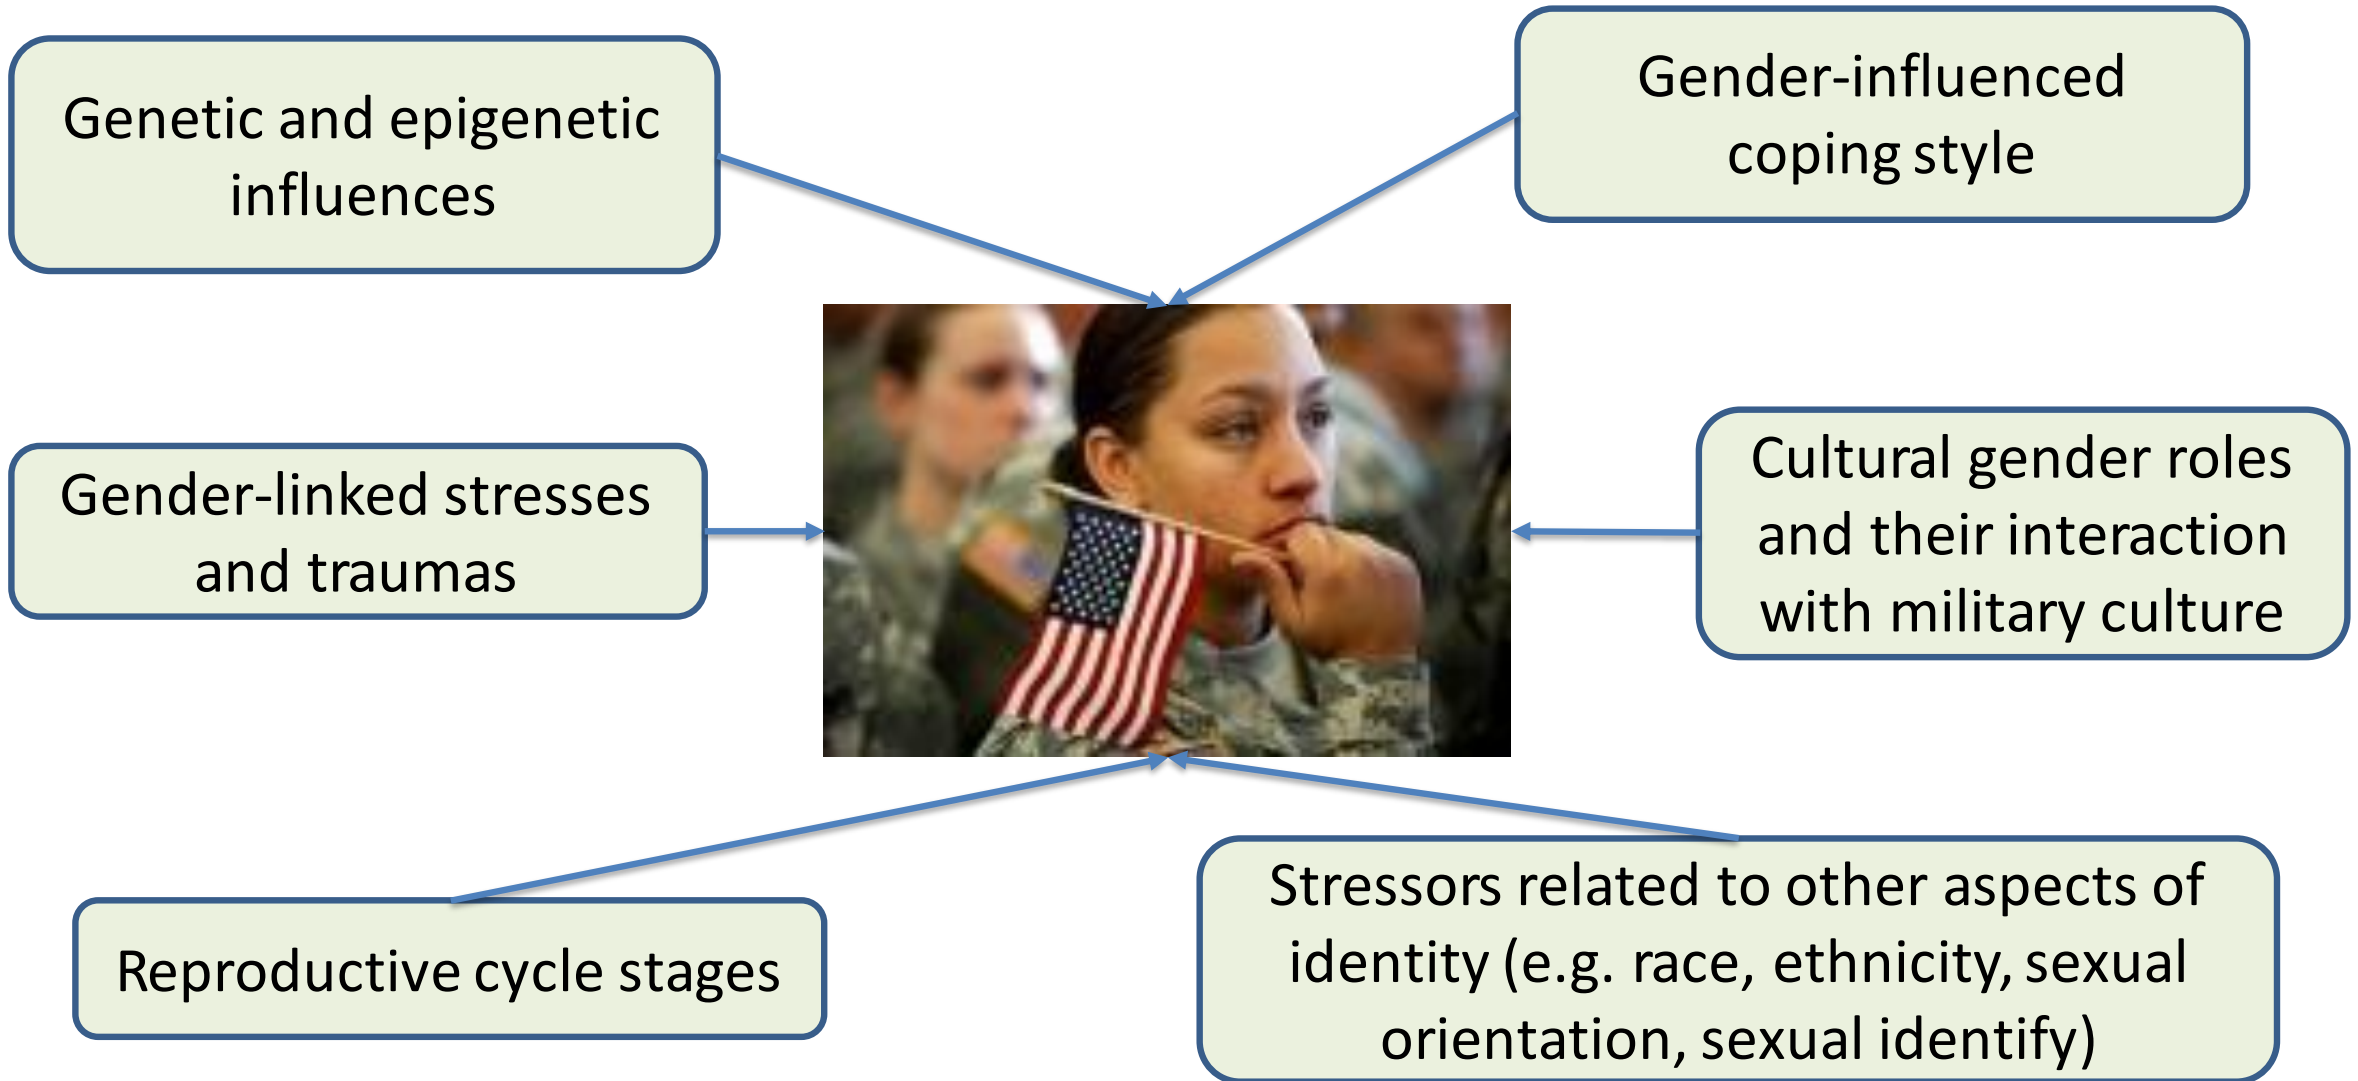 Genetic and epigenetic
influences
Gender-influenced
coping style
Gender-linked stresses
and traumas
Cultural gender roles
and their interaction
with military culture
Reproductive cycle stages
Stressors related to other aspects of
identity (e.g. race, ethnicity, sexual
orientation, sexual identify)